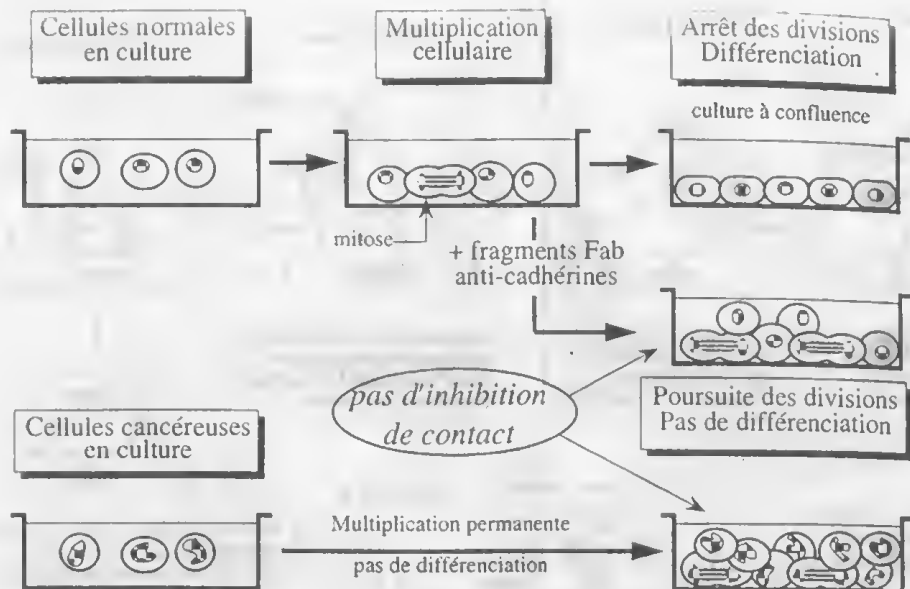 Cellules normales
en culture
Multiplication
cellulaire
Arrêt des divisions
Différenciation
culture à confluence
mitose
+ fragments Fab
anti-cadhérines
pas d'inhibition
de contact
Poursuite des divisions
Pas de différenciation
Cellules cancéreuses
en culture
Multiplication permanente
pas de différenciation